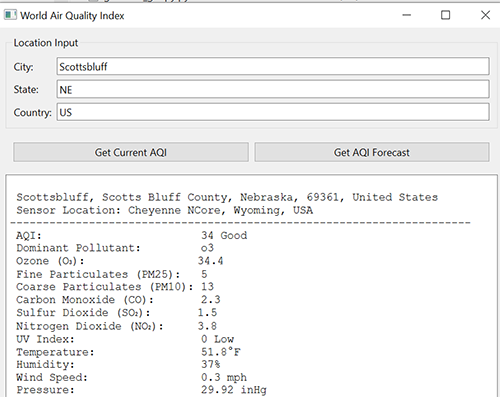 World Air Quality Index
Location Input
City: Scottsbluff
State: NE
Country: US
Get Current AQI Get AQI Forecast
Scottsbluff, Scotts Bluff County, Nebraska, 69361, United States
Sensor Location: Cheyenne NCore, Wyoming, USA
----------------------------------------------------------------------
AQI: 34 Good
Dominant Pollutant: o3
Ozone (O₃): 34.4
Fine Particulates (PM25): 5
Coarse Particulates (PM10): 13
Carbon Monoxide (CO): 2.3
Sulfur Dioxide (SO₂): 1.5
Nitrogen Dioxide (NO₂): 3.8
UV Index: 0 Low
Temperature: 51.8°F
Humidity: 37%
Wind Speed: 0.3 mph
Pressure: 29.92 inHg